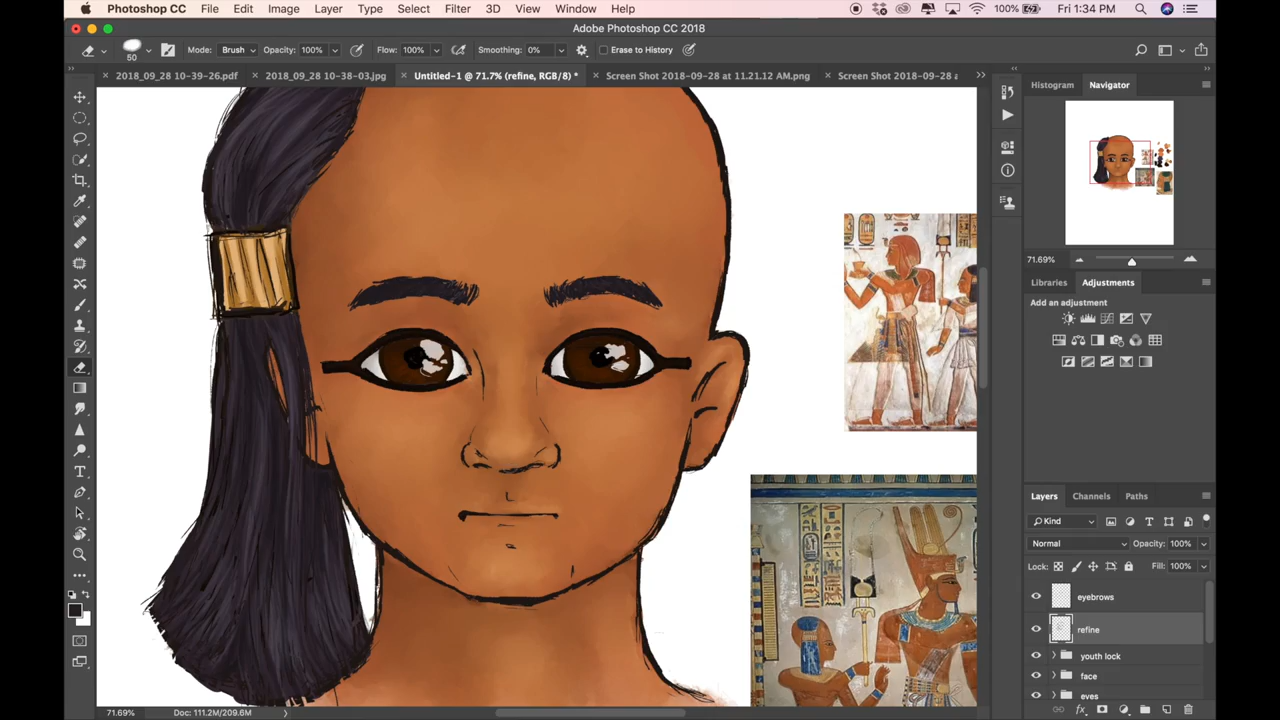 Photoshop CC File Edit Image Layer Type Select Filter 3D View Window Help 100% Fri 1:34 PM
Adobe Photoshop CC 2018
50 Mode: Brush Opacity: 100% Flow: 100% Smoothing: 0% Erase to History
2018_09_28 10-39-26.pdf 2018_09_28 10-38-03.jpg Untitled-1 @ 71.7% (refine, RGB/8) * Screen Shot 2018-09-28 at 11.21.12 AM.png Screen Shot 2018-09-28 a
Histogram Navigator
71.69%
Libraries Adjustments
Add an adjustment
Layers Channels Paths
Kind
Normal Opacity: 100%
Lock: Fill: 100%
eyebrows
refine
youth lock
face
eyes
71.69% Doc: 111.2M/209.6M